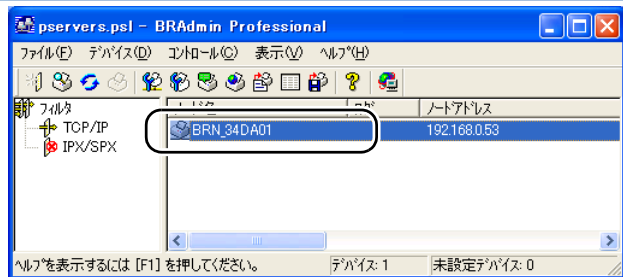 pservers.psl - BRAdmin Professional
ファイル(F) デバイス(D) コントロール(C) 表示(V) ヘルプ(H)
フィルタ
ノードアドレス
TCP/IP
BRN_34DA01 192.168.0.53
IPX/SPX
ヘルプを表示するには [F1] を押してください。 デバイス: 1 未設定デバイス: 0